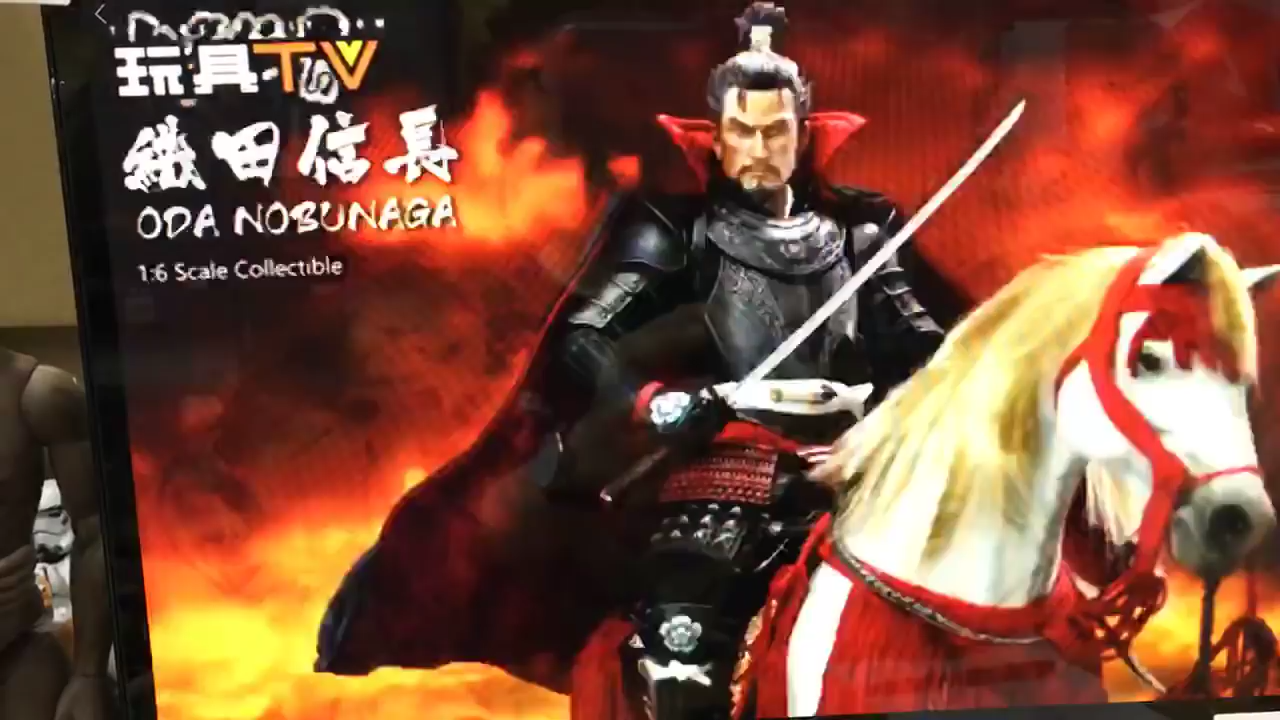 玩具TV
織田信長
ODA NOBUNAGA
1:6 Scale Collectible